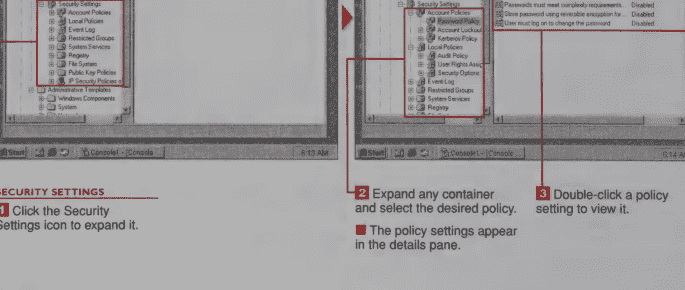 Security Settings
Account Policies
Local Policies
Event Log
Restricted Groups
System Services
Registry
File System
Public Key Policies
IP Security Policies o
Administrative Templates
Windows Components
System
Start
Console1 - [Console
8:13 AM
Security Settings
Account Policies
Password Policy
Account Lockout
Kerberos Policy
Local Policies
Audit Policy
User Rights Assig
Security Options
Event Log
Restricted Groups
System Services
Registry
Passwords must meet complexity requirements... Disabled
Store password using reversible encryption for... Disabled
User must log on to change the password Disabled
Start
Console1 - [Console
8:14 A
SECURITY SETTINGS
1 Click the Security
Settings icon to expand it.
2 Expand any container
and select the desired policy.
■ The policy settings appear
in the details pane.
3 Double-click a policy
setting to view it.